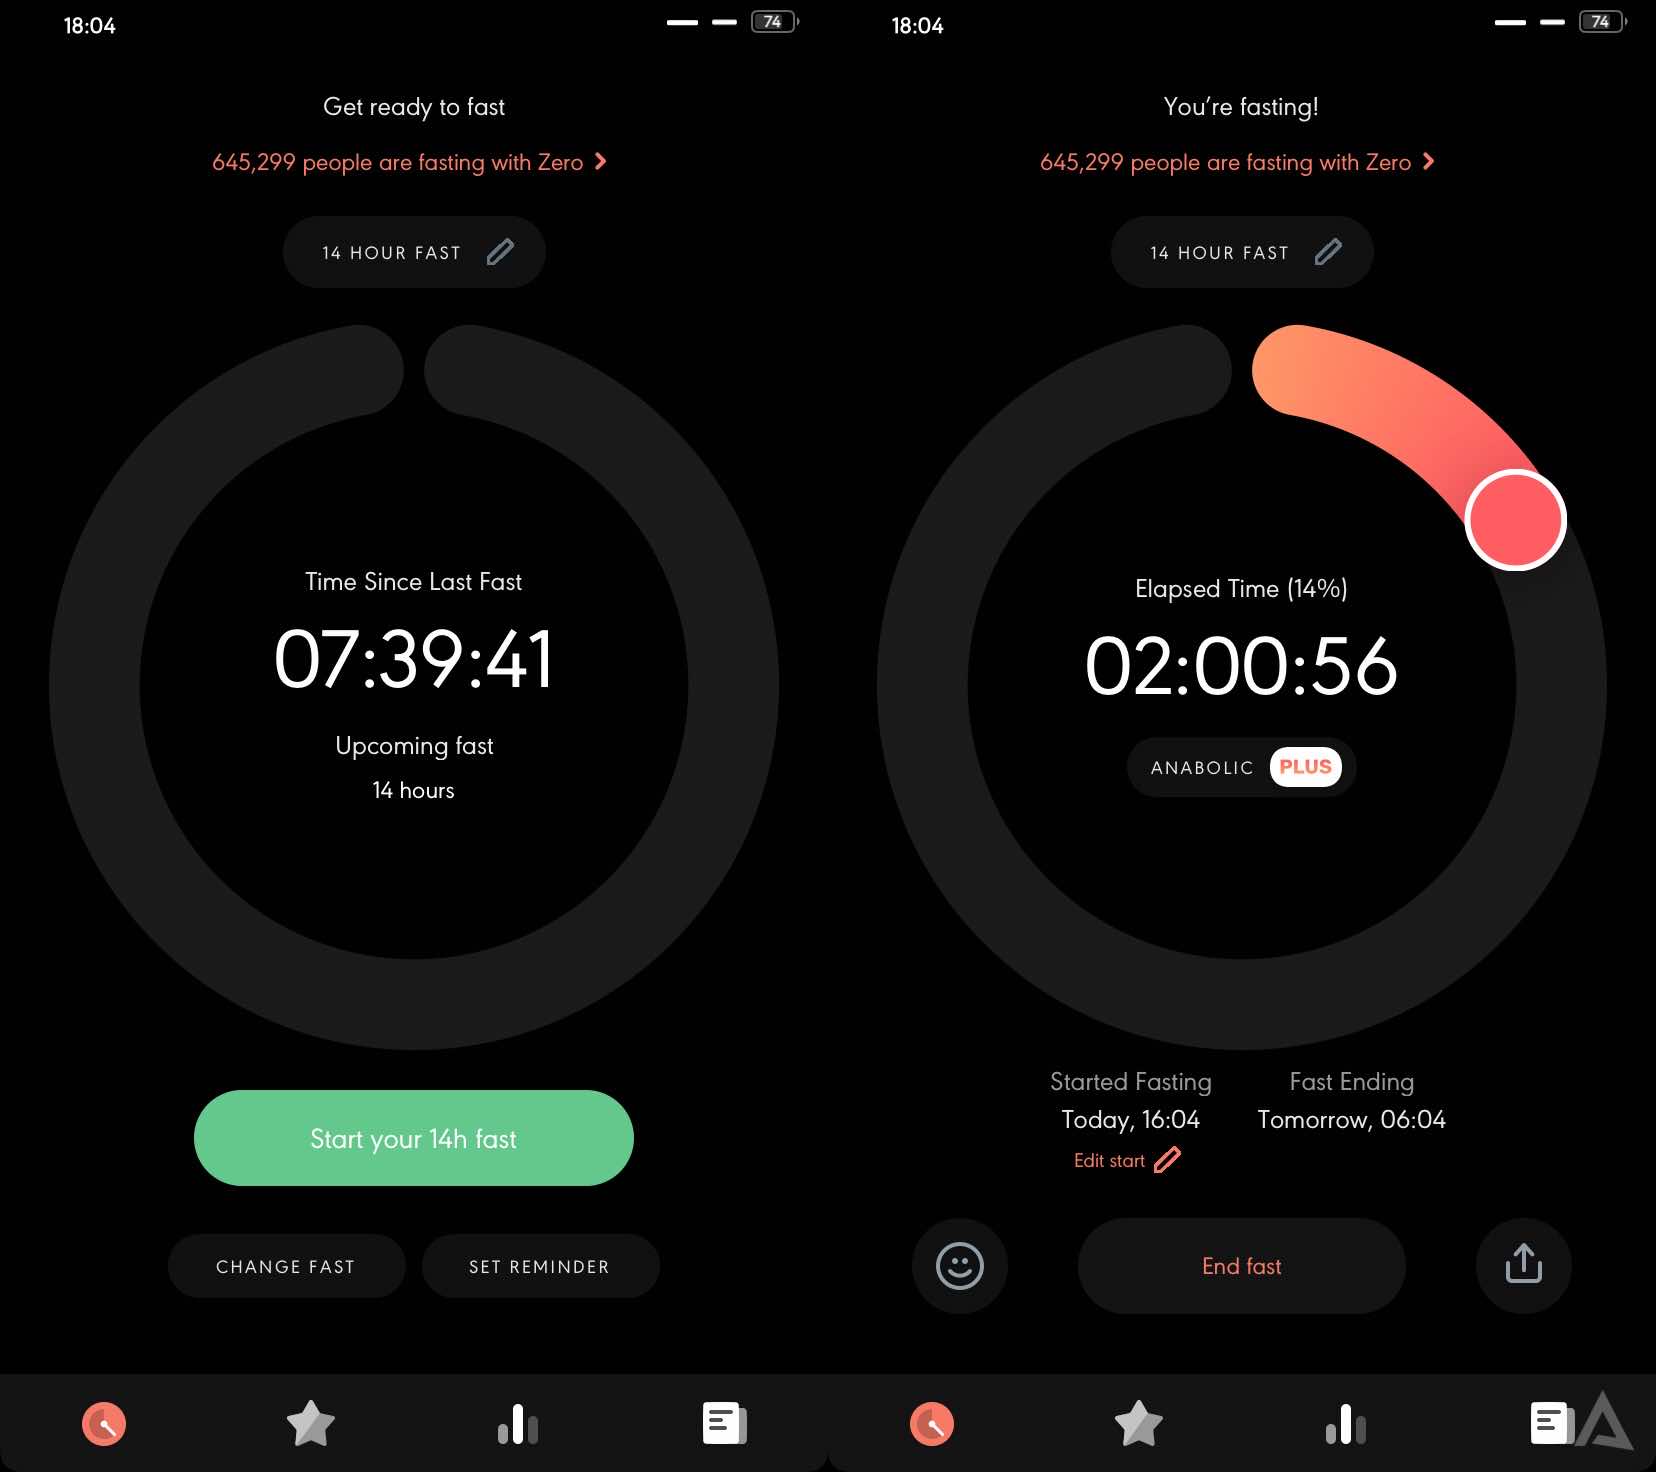 18:04
74
Get ready to fast
645,299 people are fasting with Zero
14 HOUR FAST
Time Since Last Fast
07:39:41
Upcoming fast
14 hours
Start your 14h fast
CHANGE FAST
SET REMINDER
18:04
74
You're fasting!
645,299 people are fasting with Zero
14 HOUR FAST
Elapsed Time (14%)
02:00:56
ANABOLIC PLUS
Started Fasting
Today, 16:04
Edit start
Fast Ending
Tomorrow, 06:04
End fast